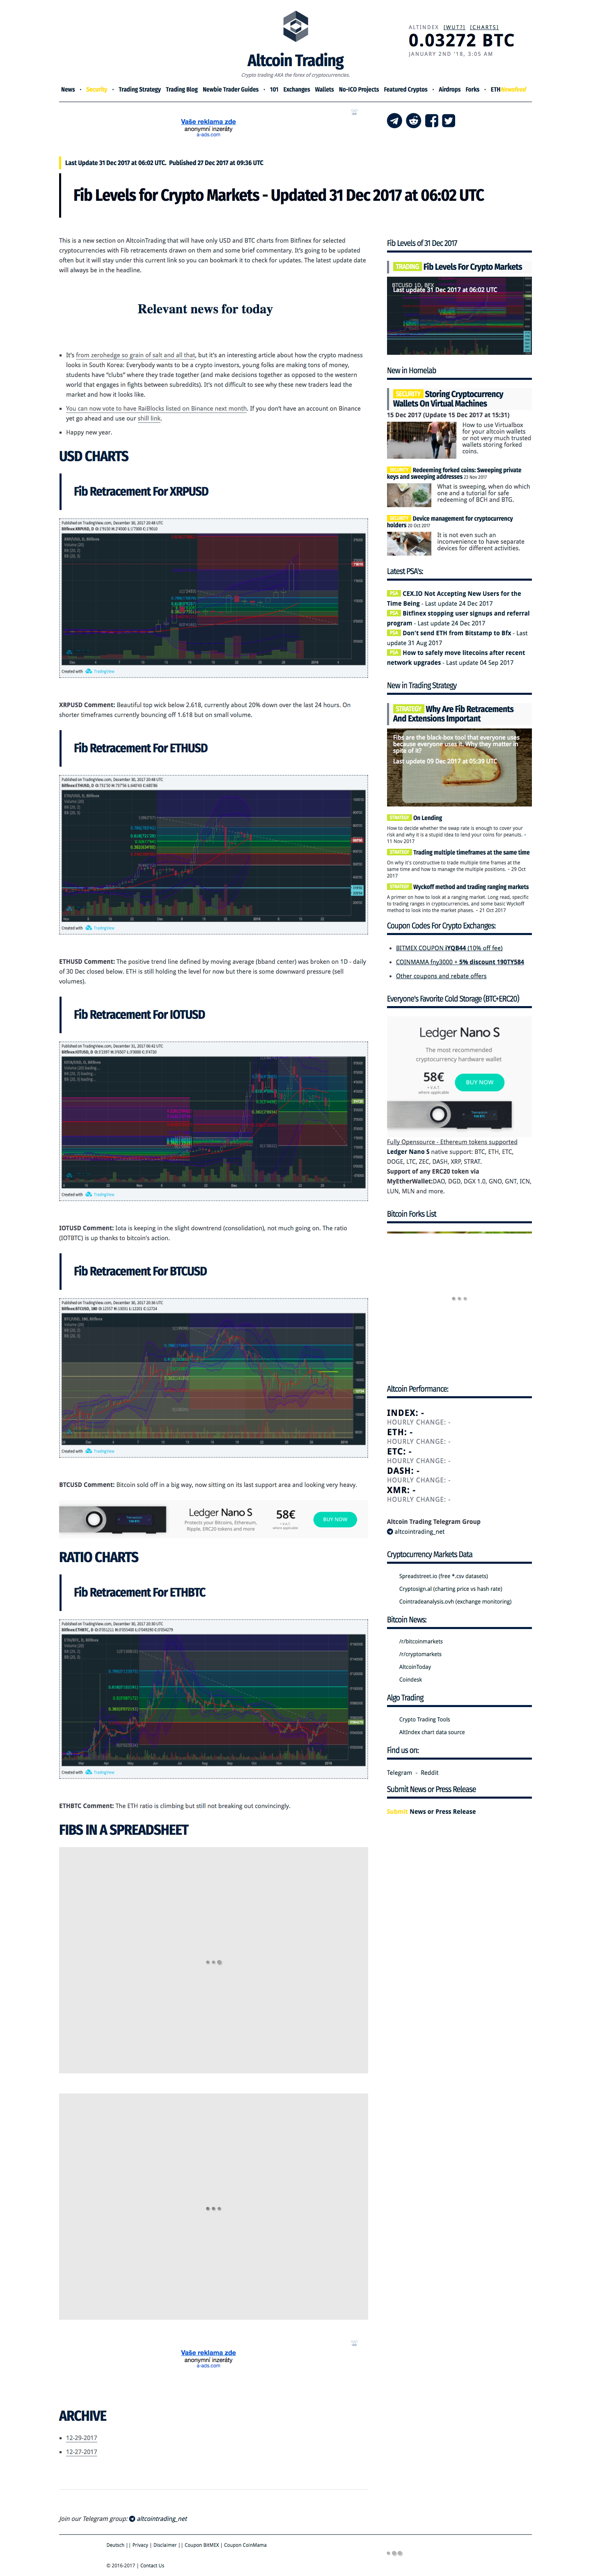 Altcoin Trading
Crypto trading AKA the forex of cryptocurrencies.
ALTINDEX [WUT?] [CHARTS]
0.03272 BTC
JANUARY 2ND '18, 3:05 AM
News • Security • Trading Strategy Trading Blog Newbie Trader Guides • 101 Exchanges Wallets No-ICO Projects Featured Cryptos • Airdrops Forks •
Vaše reklama zde
anonymní inzeráty
a-ads.com
Last Update 31 Dec 2017 at 06:02 UTC. Published 27 Dec 2017 at 09:36 UTC
Fib Levels for Crypto Markets - Updated 31 Dec 2017 at 06:02 UTC
This is a new section on AltcoinTrading that will have only USD and BTC charts from Bitfinex for selected
cryptocurrencies with Fib retracements drawn on them and some brief commentary. It's going to be updated
often but it will stay under this current link so you can bookmark it to check for updates. The latest update date
will always be in the headline.
Relevant news for today
It's from zerohedge so grain of salt and all that, but it's an interesting article about how the crypto madness
looks in South Korea: Everybody wants to be a crypto investors, young folks are making tons of money,
students have "clubs" where they trade together (and make decisions together as opposed to the western
world that engages in fights between subreddits). It's not difficult to see why these new traders lead the
market and how it looks like.
You can now vote to have RaiBlocks listed on Binance next month. If you don't have an account on Binance
yet go ahead and use our shill link.
Happy new year.
USD CHARTS
Fib Retracement For XRPUSD
Published on TradingView.com, December 30, 2017 20:48 UTC
Created with TradingView
XRPUSD Comment: Beautiful top wick below 2.618, currently about 20% down over the last 24 hours. On
shorter timeframes currently bouncing off 1.618 but on small volume.
Fib Retracement For ETHUSD
Published on TradingView.com, December 30, 2017 20:48 UTC
Created with TradingView
ETHUSD Comment: The positive trend line defined by moving average (bband center) was broken on 1D - daily
of 30 Dec closed below. ETH is still holding the level for now but there is some downward pressure (sell
volumes).
Fib Retracement For IOTUSD
Published on TradingView.com, December 31, 2017 06:42 UTC
Created with TradingView
IOTUSD Comment: Iota is keeping in the slight downtrend (consolidation), not much going on. The ratio
(IOTBTC) is up thanks to bitcoin's action.
Fib Retracement For BTCUSD
Created with TradingView
BTCUSD Comment: Bitcoin sold off in a big way, now sitting on its last support area and looking very heavy.
Ledger Nano S
Protects your Bitcoins, Ethereum,
Ripple, ERC20 tokens and more
58€
+ V.A.T.
where applicable
BUY NOW
RATIO CHARTS
Fib Retracement For ETHBTC
Created with TradingView
ETHBTC Comment: The ETH ratio is climbing but still not breaking out convincingly.
FIBS IN A SPREADSHEET
Vaše reklama zde
anonymní inzeráty
a-ads.com
ARCHIVE
12-29-2017
12-27-2017
Join our Telegram group: altcointrading_net
Fib Levels of 31 Dec 2017
TRADING Fib Levels For Crypto Markets
BTCUSD 1D, BFX
Last update 31 Dec 2017 at 06:02 UTC
New in Homelab
SECURITY Storing Cryptocurrency
Wallets On Virtual Machines
15 Dec 2017 (Update 15 Dec 2017 at 15:31)
How to use Virtualbox
for your altcoin wallets
or not very much trusted
wallets storing forked
coins.
SECURITY Redeeming forked coins: Sweeping private
keys and sweeping addresses 23 Nov 2017
What is sweeping, when do which
one and a tutorial for safe
redeeming of BCH and BTG.
SECURITY Device management for cryptocurrency
holders 20 Oct 2017
It is not even such an
inconvenience to have separate
devices for different activities.
Latest PSA's:
PSA CEX.IO Not Accepting New Users for the
Time Being - Last update 24 Dec 2017
PSA Bitfinex stopping user signups and referral
program - Last update 24 Dec 2017
PSA Don't send ETH from Bitstamp to Bfx - Last
update 31 Aug 2017
PSA How to safely move litecoins after recent
network upgrades - Last update 04 Sep 2017
New in Trading Strategy
STRATEGY Why Are Fib Retracements
And Extensions Important
Fibs are the black-box tool that everyone uses
because everyone uses it. Why they matter in
spite of it?
Last update 09 Dec 2017 at 05:39 UTC
STRATEGY On Lending
How to decide whether the swap rate is enough to cover your
risk and why it is a stupid idea to lend your coins for peanuts. -
11 Nov 2017
STRATEGY Trading multiple timeframes at the same time
On why it's constructive to trade multiple time frames at the
same time and how to manage the multiple positions. - 29 Oct
2017
STRATEGY Wyckoff method and trading ranging markets
A primer on how to look at a ranging market. Long read, specific
to trading ranges in cryptocurrencies, and some basic Wyckoff
method to look into the market phases. - 21 Oct 2017
Coupon Codes For Crypto Exchanges:
BITMEX COUPON iYQB44 (10% off fee)
COINMAMA fny3000 + 5% discount 190TY584
Other coupons and rebate offers
Everyone's Favorite Cold Storage (BTC+ERC20)
Ledger Nano S
The most recommended
cryptocurrency hardware wallet
58€
+ V.A.T.
where applicable
BUY NOW
Fully Opensource - Ethereum tokens supported
Ledger Nano S native support: BTC, ETH, ETC,
DOGE, LTC, ZEC, DASH, XRP, STRAT.
Support of any ERC20 token via
MyEtherWallet:DAO, DGD, DGX 1.0, GNO, GNT, ICN,
LUN, MLN and more.
Bitcoin Forks List
Altcoin Performance:
INDEX: -
HOURLY CHANGE: -
ETH: -
HOURLY CHANGE: -
ETC: -
HOURLY CHANGE: -
DASH: -
HOURLY CHANGE: -
XMR: -
HOURLY CHANGE: -
Altcoin Trading Telegram Group
altcointrading_net
Cryptocurrency Markets Data
Spreadstreet.io (free *.csv datasets)
Cryptosign.al (charting price vs hash rate)
Cointradeanalysis.ovh (exchange monitoring)
Bitcoin News:
/r/bitcoinmarkets
/r/cryptomarkets
AltcoinToday
Coindesk
Algo Trading
Crypto Trading Tools
AltIndex chart data source
Find us on:
Telegram - Reddit
Submit News or Press Release
Submit News or Press Release
Deutsch || Privacy | Disclaimer || Coupon BitMEX | Coupon CoinMama
© 2016-2017 | Contact Us